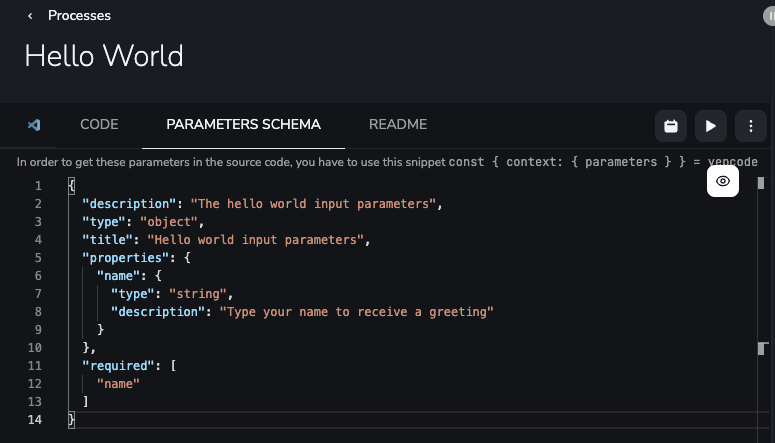 Processes
Hello World
CODE PARAMETERS SCHEMA README
In order to get these parameters in the source code, you have to use this snippet const { context: { parameters } } = yepcode
1 {
2 "description": "The hello world input parameters",
3 "type": "object",
4 "title": "Hello world input parameters",
5 "properties": {
6 "name": {
7 "type": "string",
8 "description": "Type your name to receive a greeting"
9 }
10 },
11 "required": [
12 "name"
13 ]
14 }